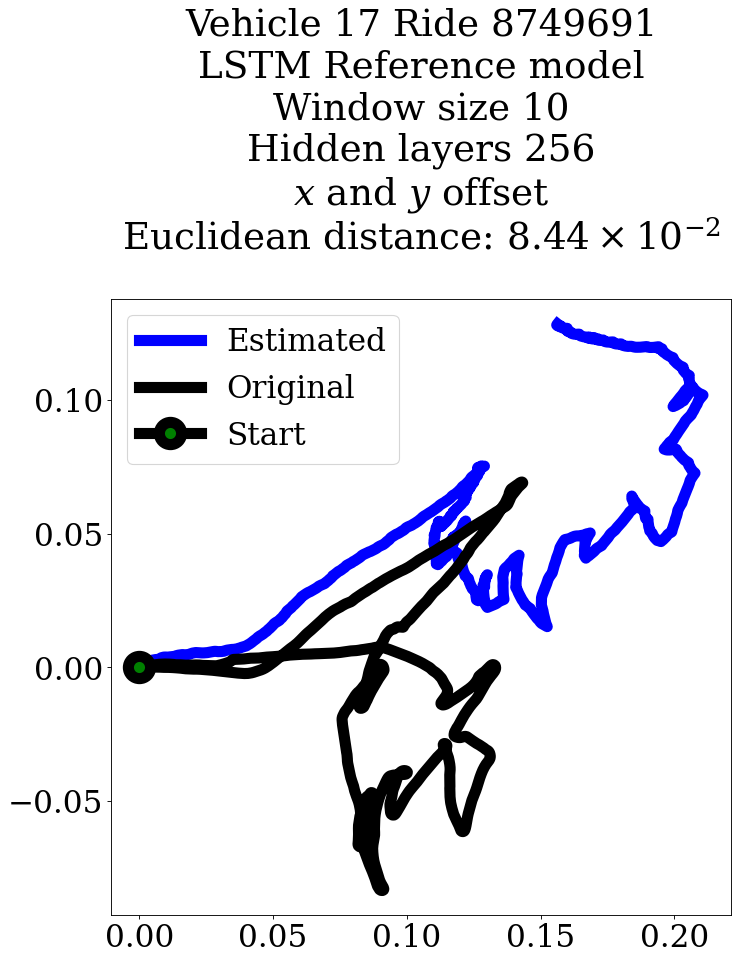 Vehicle 17 Ride 8749691
LSTM Reference model
Window size 10
Hidden layers 256
x and y offset
Euclidean distance: 8.44 × 10⁻²
Estimated
Original
Start
0.10
0.05
0.00
−0.05
0.00 0.05 0.10 0.15 0.20